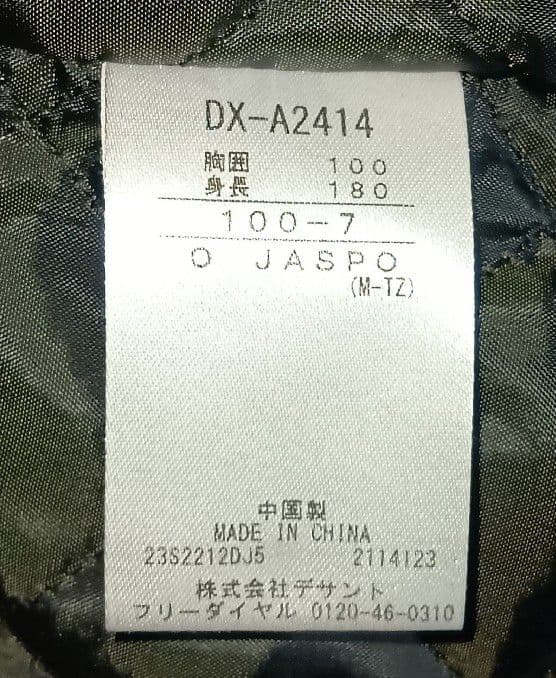 DX-A2414
胸囲 100
身長 180
100-7
O JASPO
(M-TZ)
中国製
MADE IN CHINA
23S2212DJ5 2114123
株式会社デサント
フリーダイヤル 0120-46-0310